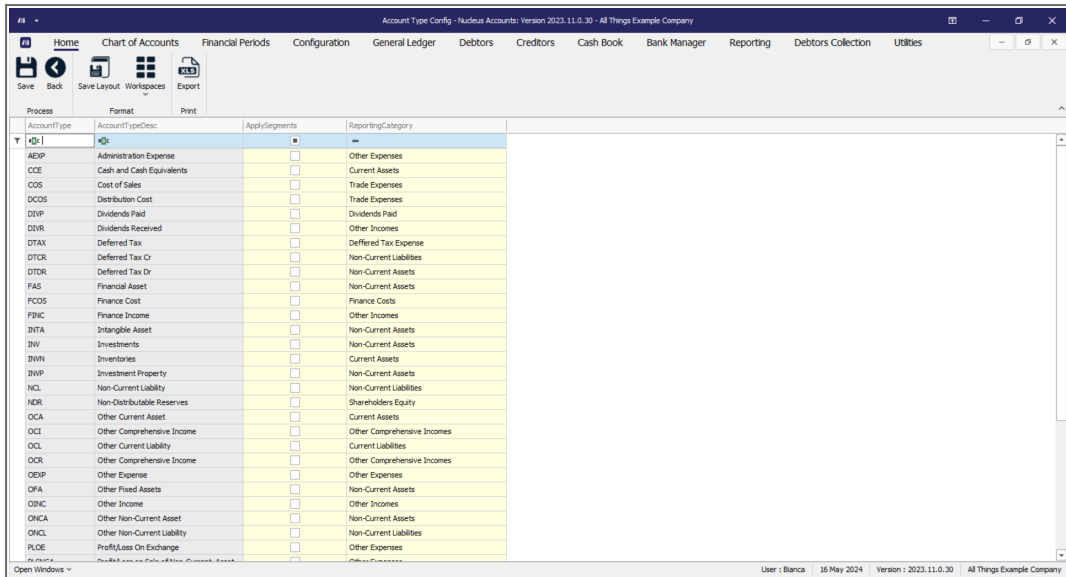 Account Type Config - Nucleus Accounts: Version 2023.11.0.30 - All Things Example Company
Home Chart of Accounts Financial Periods Configuration General Ledger Debtors Creditors Cash Book Bank Manager Reporting Debtors Collection Utilities
XLS
Save Back Save Layout Workspaces Export
Process Format Print
AccountType AccountTypeDesc ApplySegments ReportingCategory
AEXP Administration Expense Other Expenses
CCE Cash and Cash Equivalents Current Assets
COS Cost of Sales Trade Expenses
DCOS Distribution Cost Trade Expenses
DIVP Dividends Paid Dividends Paid
DIVR Dividends Received Other Incomes
DTAX Deferred Tax Deffered Tax Expense
DTCR Deferred Tax Cr Non-Current Liabilities
DTDR Deferred Tax Dr Non-Current Assets
FAS Financial Asset Non-Current Assets
FCOS Finance Cost Finance Costs
FINC Finance Income Other Incomes
INTA Intangible Asset Non-Current Assets
INV Investments Non-Current Assets
INVN Inventories Current Assets
INVP Investment Property Non-Current Assets
NCL Non-Current Liability Non-Current Liabilities
NDR Non-Distributable Reserves Shareholders Equity
OCA Other Current Asset Current Assets
OCI Other Comprehensive Income Other Comprehensive Incomes
OCL Other Current Liability Current Liabilities
OCR Other Comprehensive Income Other Comprehensive Incomes
OEXP Other Expense Other Expenses
OFA Other Fixed Assets Non-Current Assets
OINC Other Income Other Incomes
ONCA Other Non-Current Asset Non-Current Assets
ONCL Other Non-Current Liability Non-Current Liabilities
PLOE Profit/Loss On Exchange Other Expenses
Open Windows User : Bianca 16 May 2024 Version : 2023.11.0.30 All Things Example Company